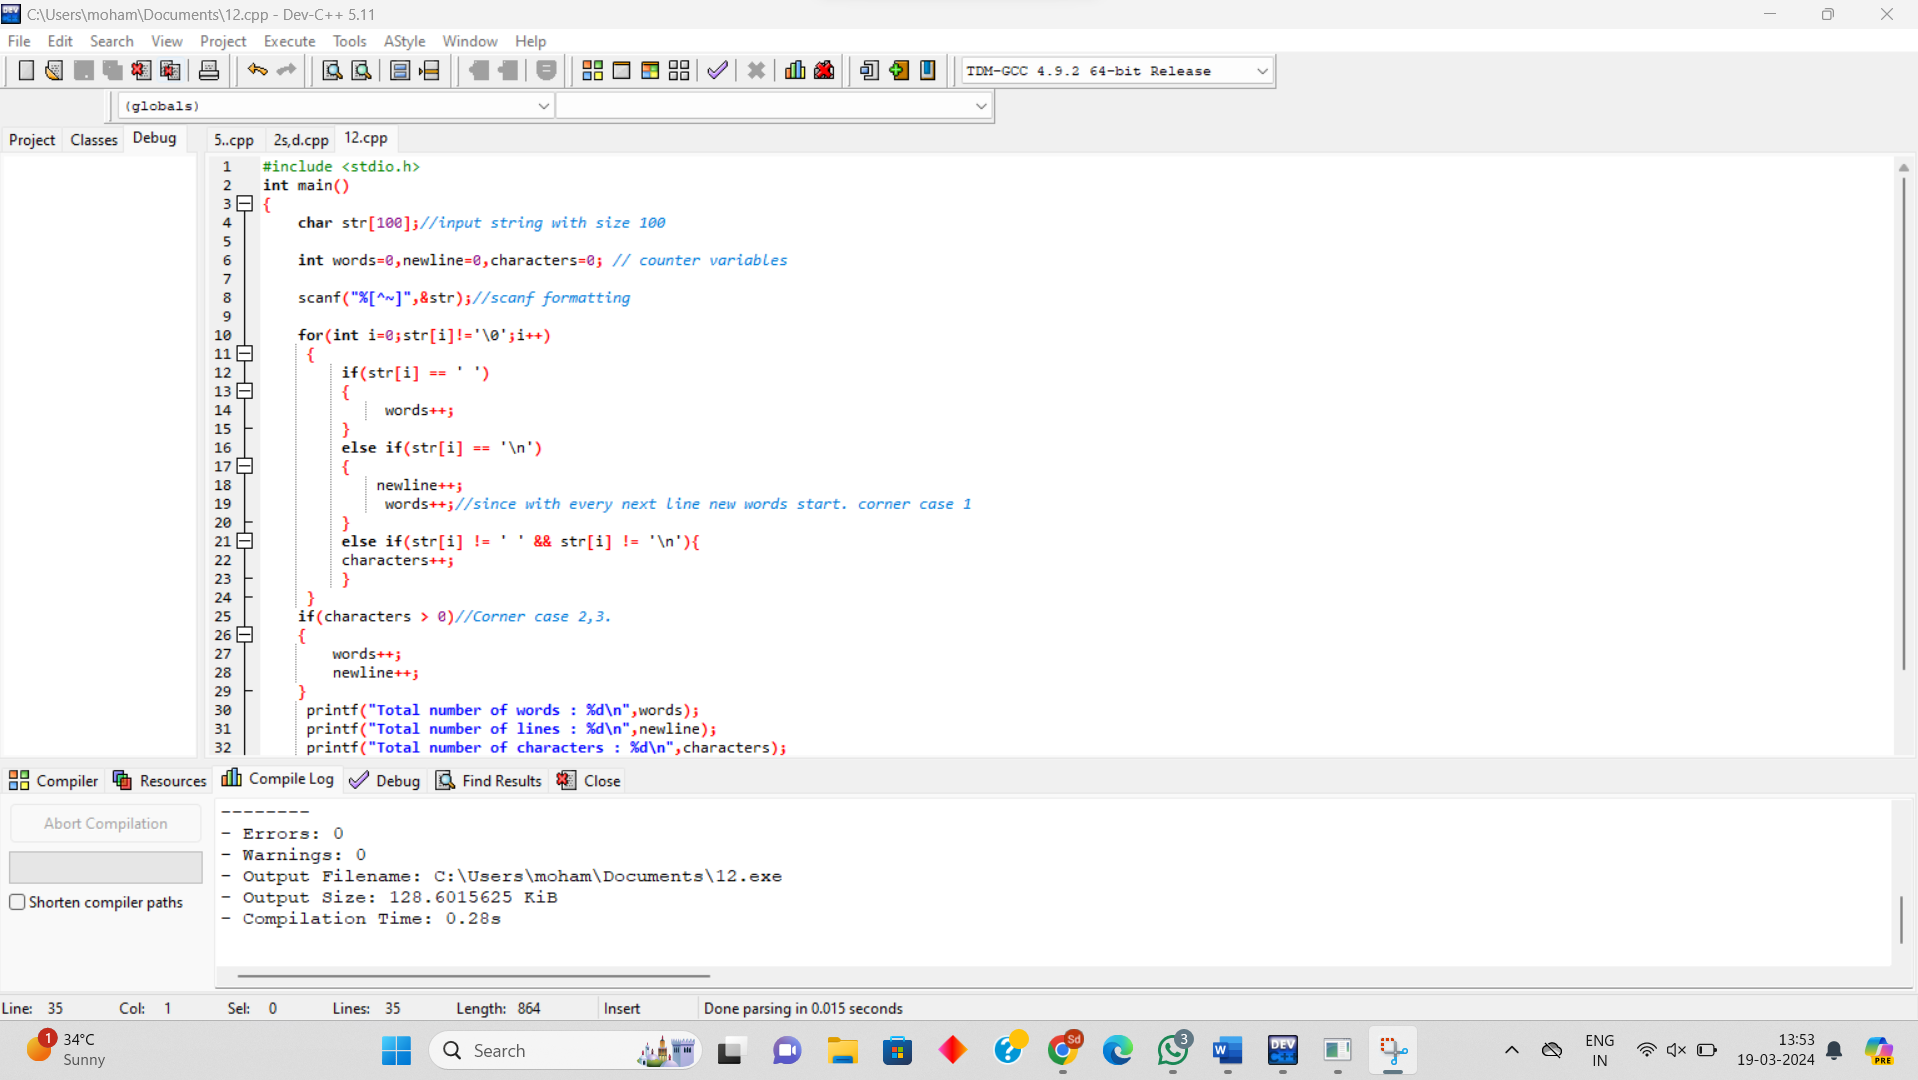 C:\Users\moham\Documents\12.cpp - Dev-C++ 5.11
File Edit Search View Project Execute Tools AStyle Window Help
TDM-GCC 4.9.2 64-bit Release
(globals)
Project Classes Debug 5..cpp 2s,d.cpp 12.cpp
1 #include <stdio.h>
2 int main()
3 {
4 char str[100];//input string with size 100
5
6 int words=0,newline=0,characters=0; // counter variables
7
8 scanf("%[^~]",&str);//scanf formatting
9
10 for(int i=0;str[i]!='\0';i++)
11 {
12 if(str[i] == ' ')
13 {
14 words++;
15 }
16 else if(str[i] == '\n')
17 {
18 newline++;
19 words++;//since with every next line new words start. corner case 1
20 }
21 else if(str[i] != ' ' && str[i] != '\n'){
22 characters++;
23 }
24 }
25 if(characters > 0)//Corner case 2,3.
26 {
27 words++;
28 newline++;
29 }
30 printf("Total number of words : %d\n",words);
31 printf("Total number of lines : %d\n",newline);
32 printf("Total number of characters : %d\n",characters);
Compiler Resources Compile Log Debug Find Results Close
Abort Compilation
Shorten compiler paths
--------
- Errors: 0
- Warnings: 0
- Output Filename: C:\Users\moham\Documents\12.exe
- Output Size: 128.6015625 KiB
- Compilation Time: 0.28s
Line: 35 Col: 1 Sel: 0 Lines: 35 Length: 864 Insert Done parsing in 0.015 seconds
1 34°C
Sunny
Search
Sd
3
W
DEV
C++
ENG
IN
13:53
19-03-2024
PRE